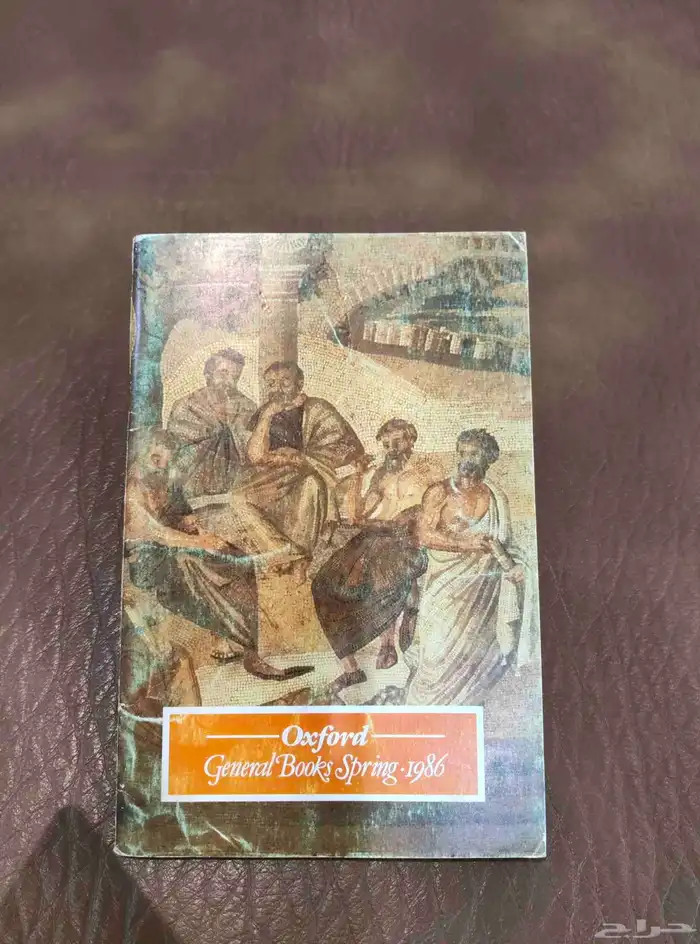 Oxford
General Books Spring · 1986
حراج